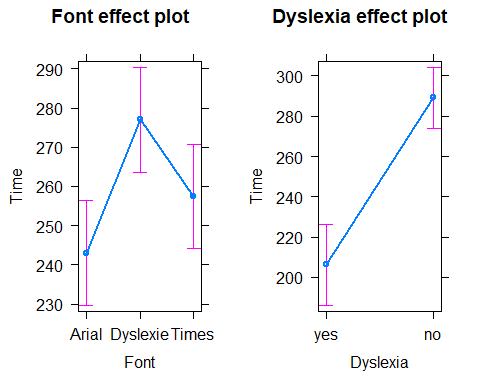 Font effect plot
Time
290
280
270
260
250
240
230
Arial Dyslexie Times
Font
Dyslexia effect plot
Time
300
280
260
240
220
200
yes no
Dyslexia